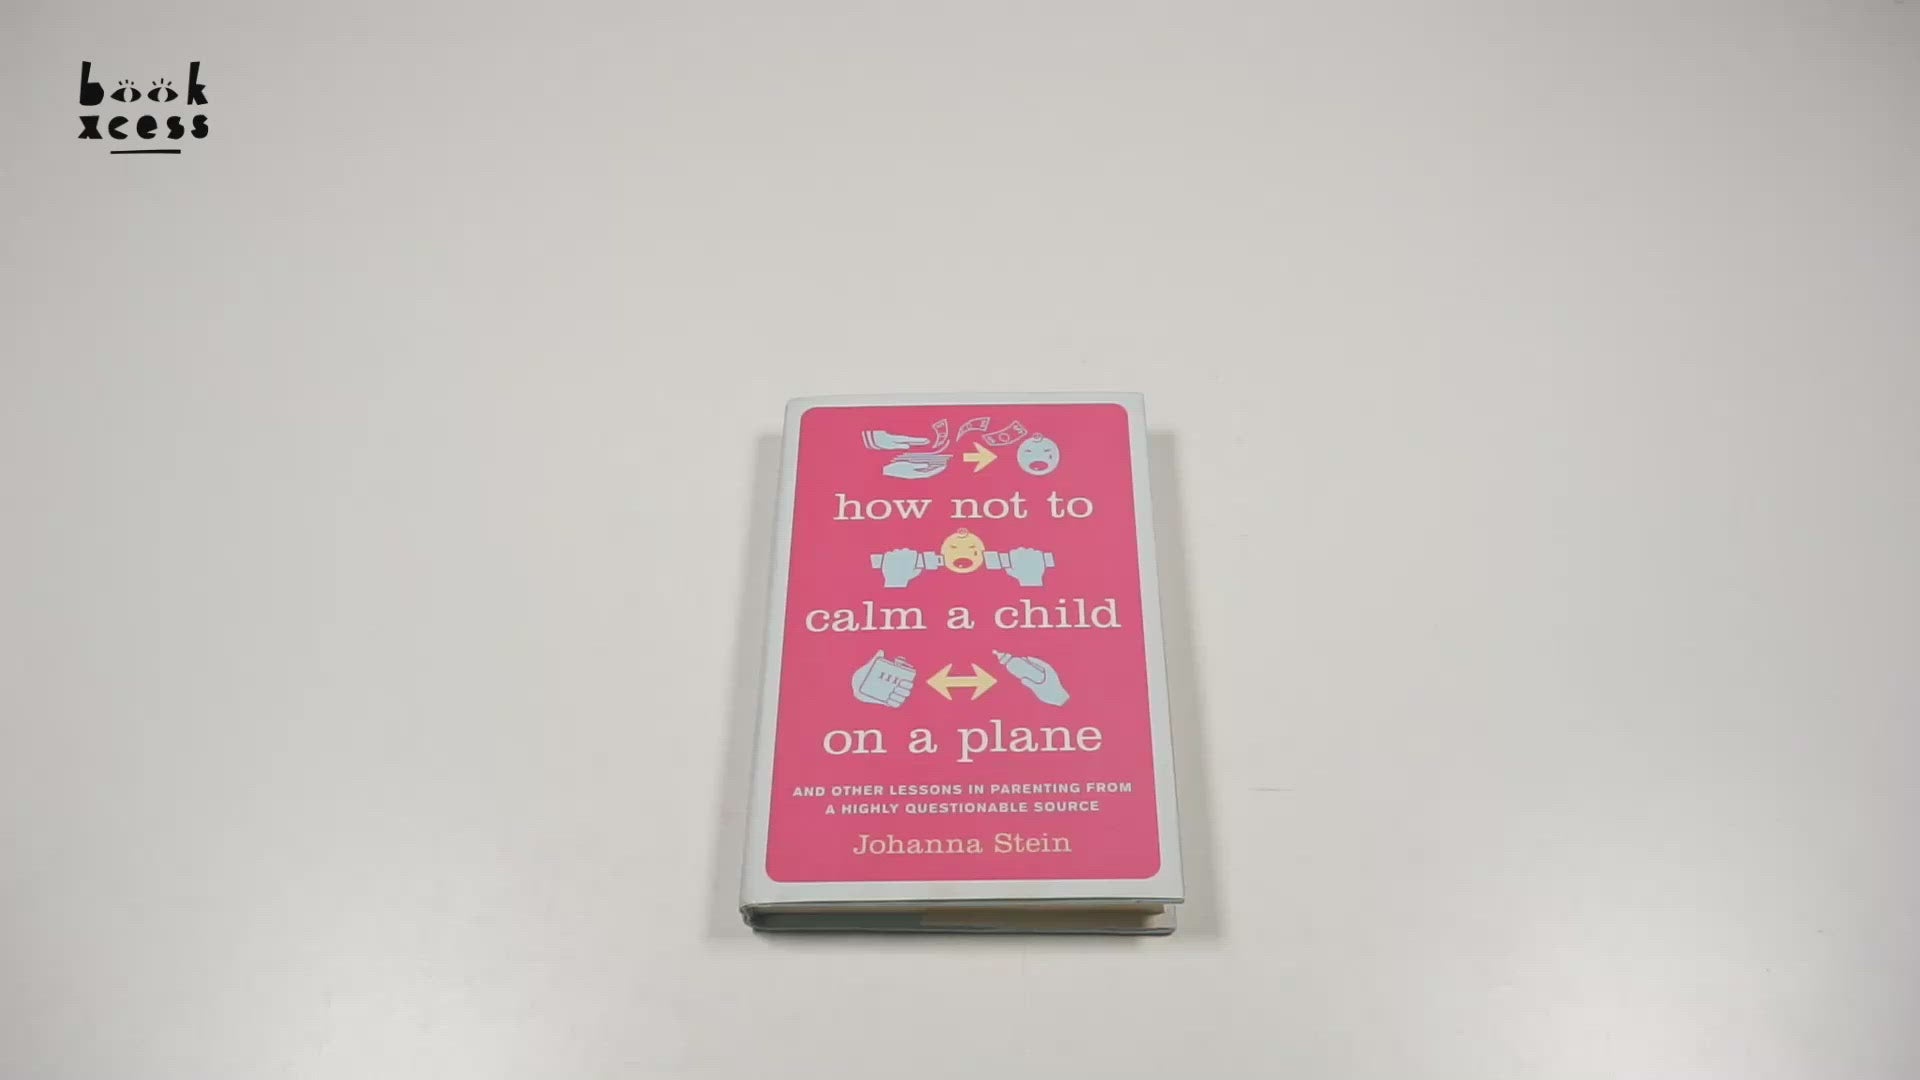 book
xcess
how not to
calm a child
XXX
on a plane
AND OTHER LESSONS IN PARENTING FROM
A HIGHLY QUESTIONABLE SOURCE
Johanna Stein